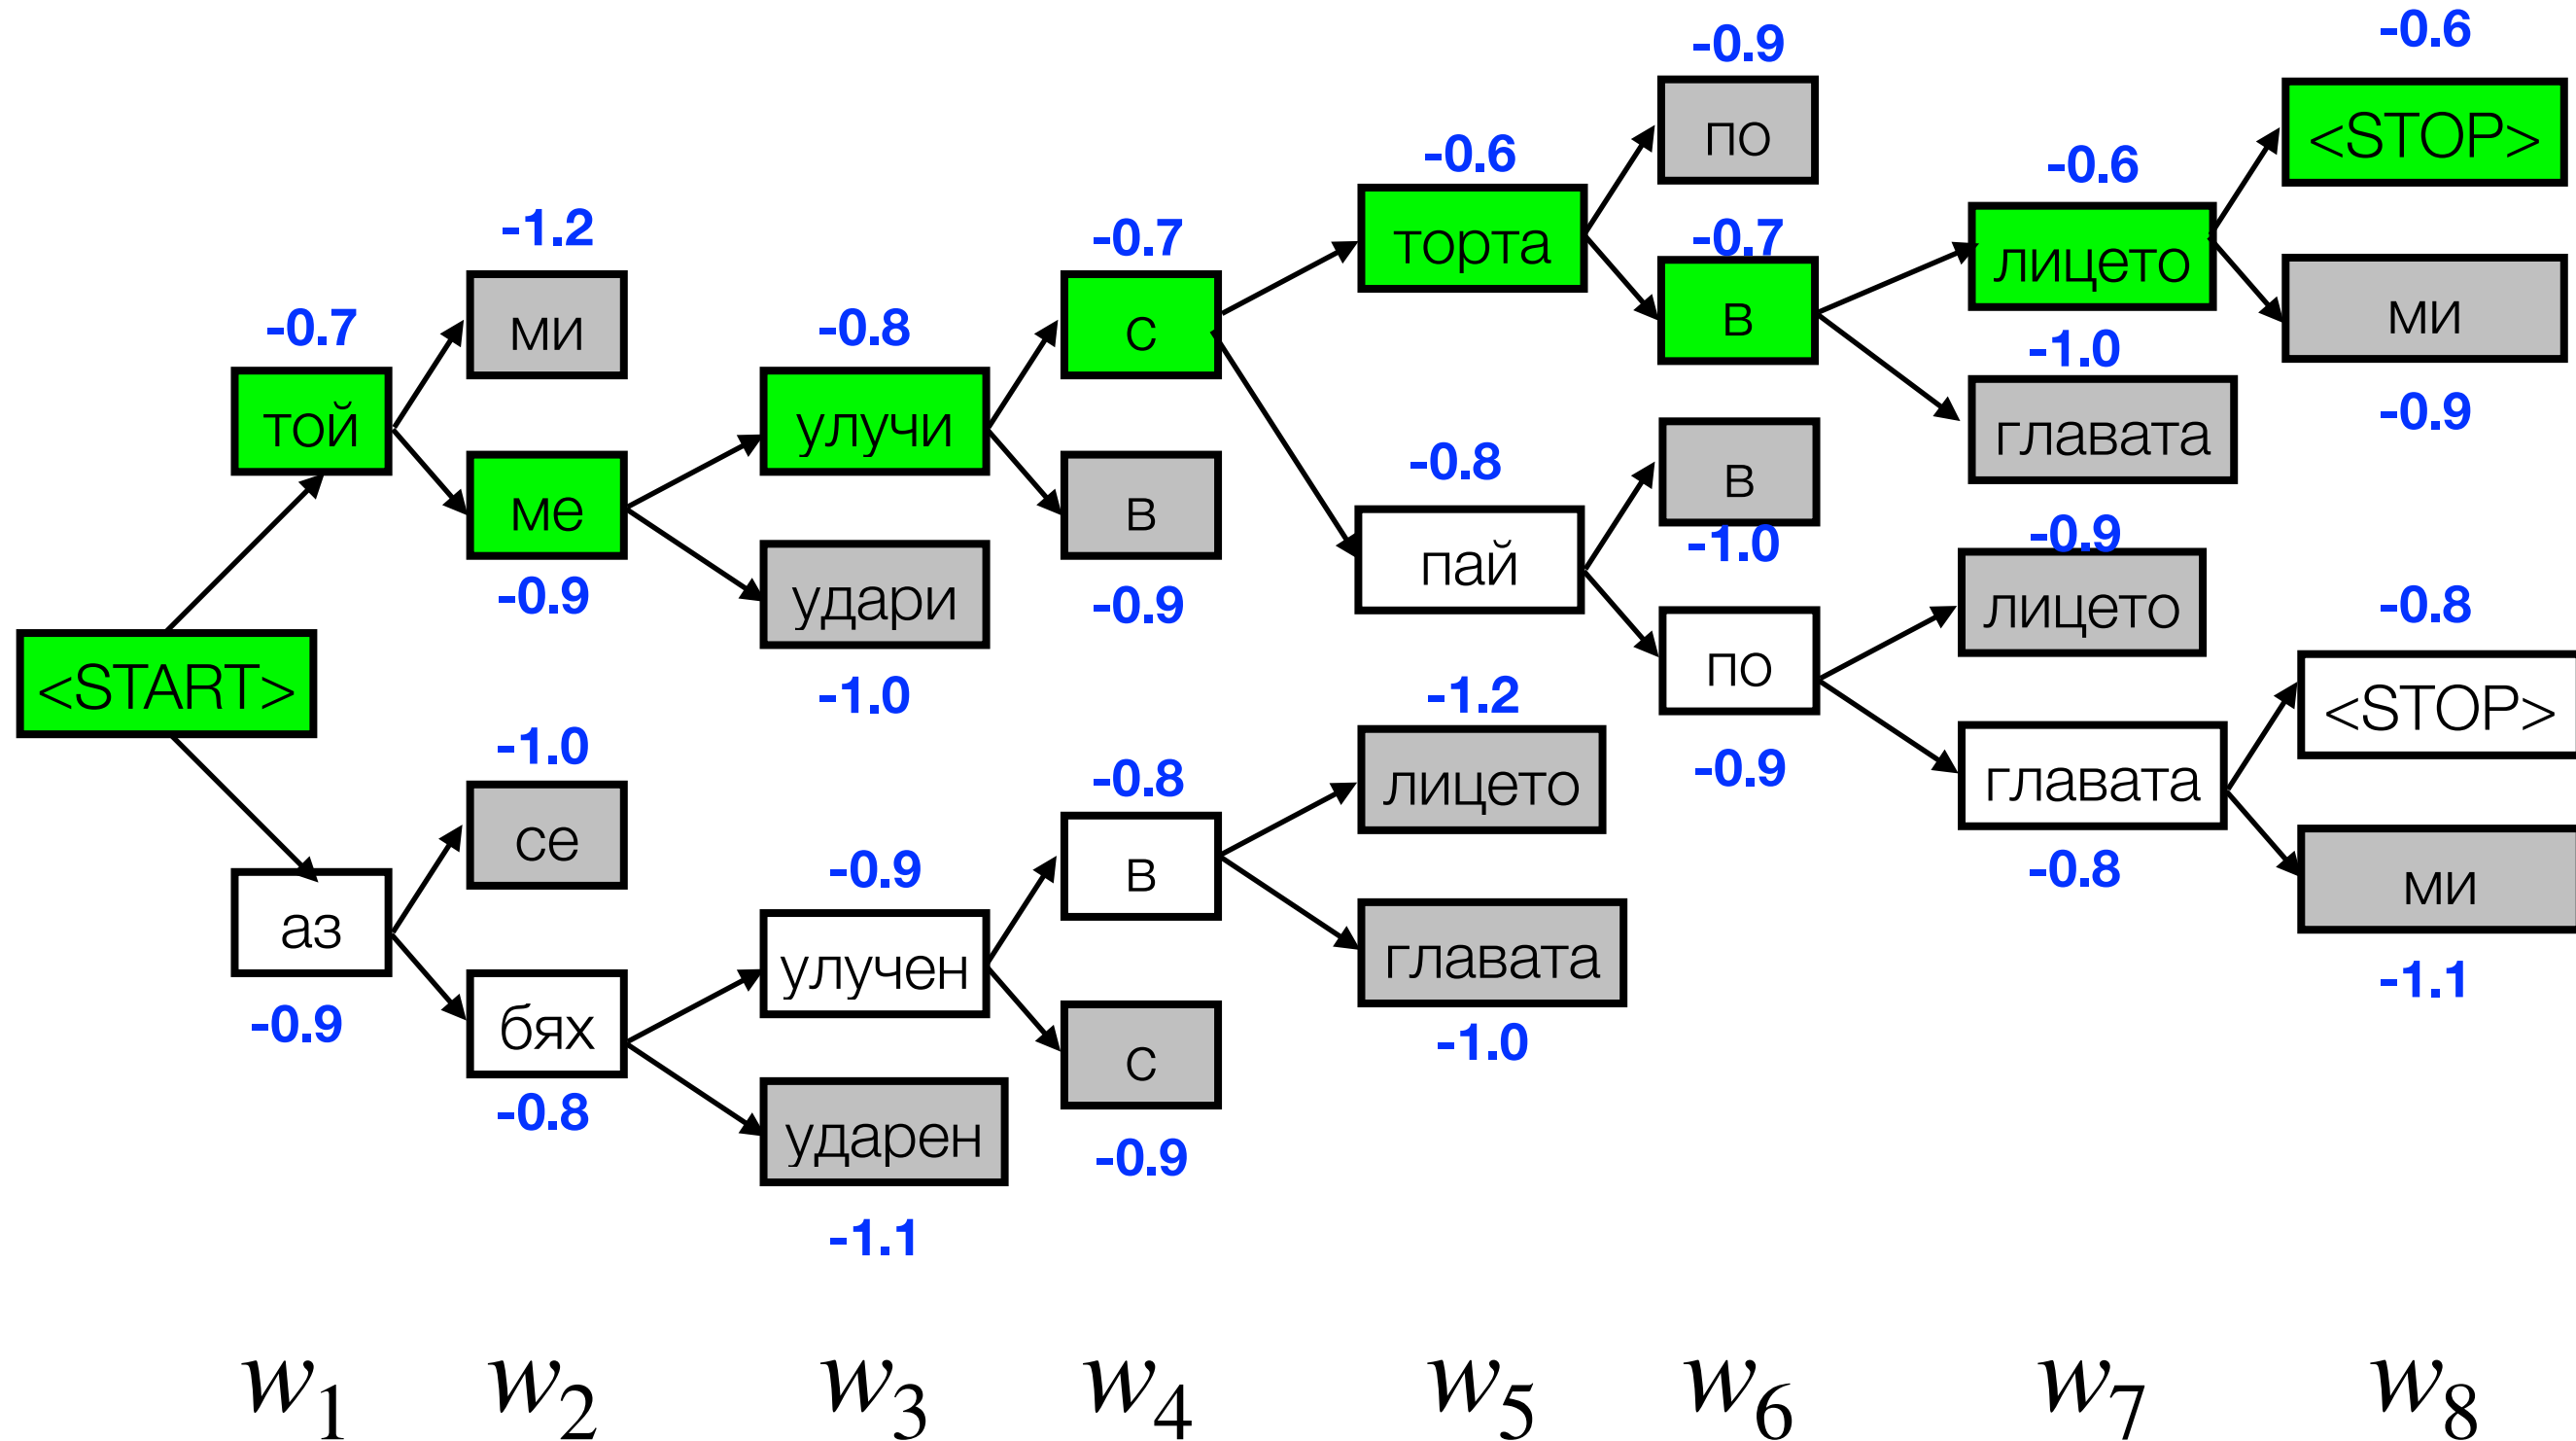 -0.6
-0.9
<STOP>
по
-0.6
-0.6
-1.2
-0.7
торта
-0.7
лицето
ми
ми
-0.7
-0.8
с
в
-1.0
той
улучи
главата
-0.9
ме
в
-0.8
в
-0.9
-0.9
-0.9
пай
-1.0
лицето
удари
-0.8
<START>
-1.0
-1.2
по
<STOP>
-1.0
-0.8
лицето
-0.9
главата
се
-0.9
в
-0.8
ми
аз
улучен
главата
-1.1
-0.9
бях
с
-1.0
-0.8
ударен
-0.9
-1.1
w1 w2 w3 w4 w5 w6 w7 w8